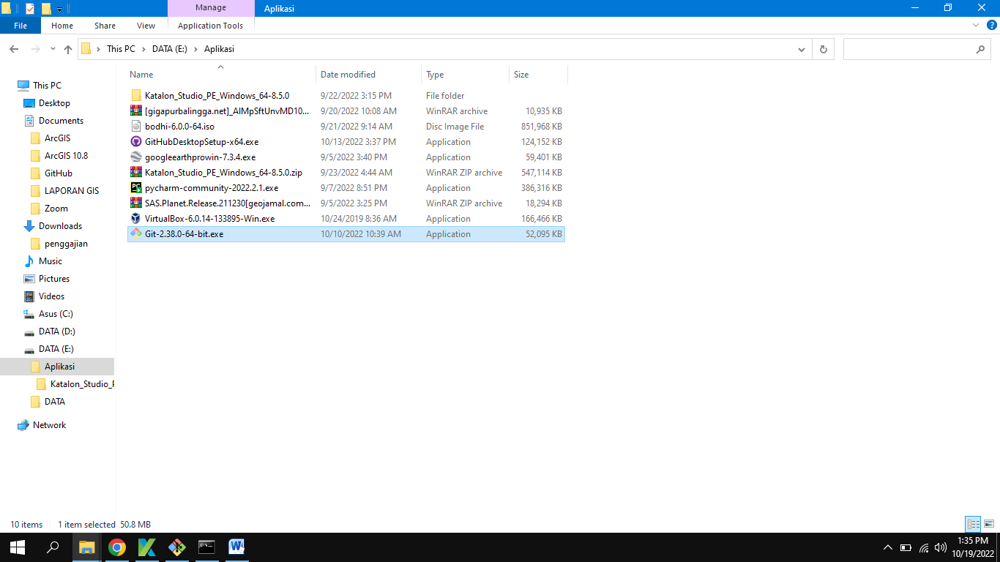 Manage
Aplikasi
File
Home
Share
View
Application Tools
This PC
DATA (E:)
Aplikasi
Name
Date modified
Type
Size
Katalon_Studio_PE_Windows_64-8.5.0 9/22/2022 3:15 PM File folder
[gigapurbalingga.net]_AIMpSftUnvMD10... 9/20/2022 10:08 AM WinRAR archive 10,935 KB
bodhi-6.0.0-64.iso 9/21/2022 9:14 AM Disc Image File 851,968 KB
GitHubDesktopSetup-x64.exe 10/13/2022 3:37 PM Application 124,152 KB
googleearthprowin-7.3.4.exe 9/5/2022 3:40 PM Application 59,401 KB
Katalon_Studio_PE_Windows_64-8.5.0.zip 9/23/2022 4:44 AM WinRAR ZIP archive 547,114 KB
pycharm-community-2022.2.1.exe 9/7/2022 8:51 PM Application 386,316 KB
SAS.Planet.Release.211230[geojamal.com... 9/5/2022 3:25 PM WinRAR ZIP archive 18,294 KB
VirtualBox-6.0.14-133895-Win.exe 10/24/2019 8:36 AM Application 166,466 KB
Git-2.38.0-64-bit.exe 10/10/2022 10:39 AM Application 52,095 KB
This PC
Desktop
Documents
ArcGIS
ArcGIS 10.8
GitHub
LAPORAN GIS
Zoom
Downloads
penggajian
Music
Pictures
Videos
Asus (C:)
DATA (D:)
DATA (E:)
Aplikasi
Katalon_Studio_P
DATA
Network
10 items
1 item selected 50.8 MB
1:35 PM
10/19/2022